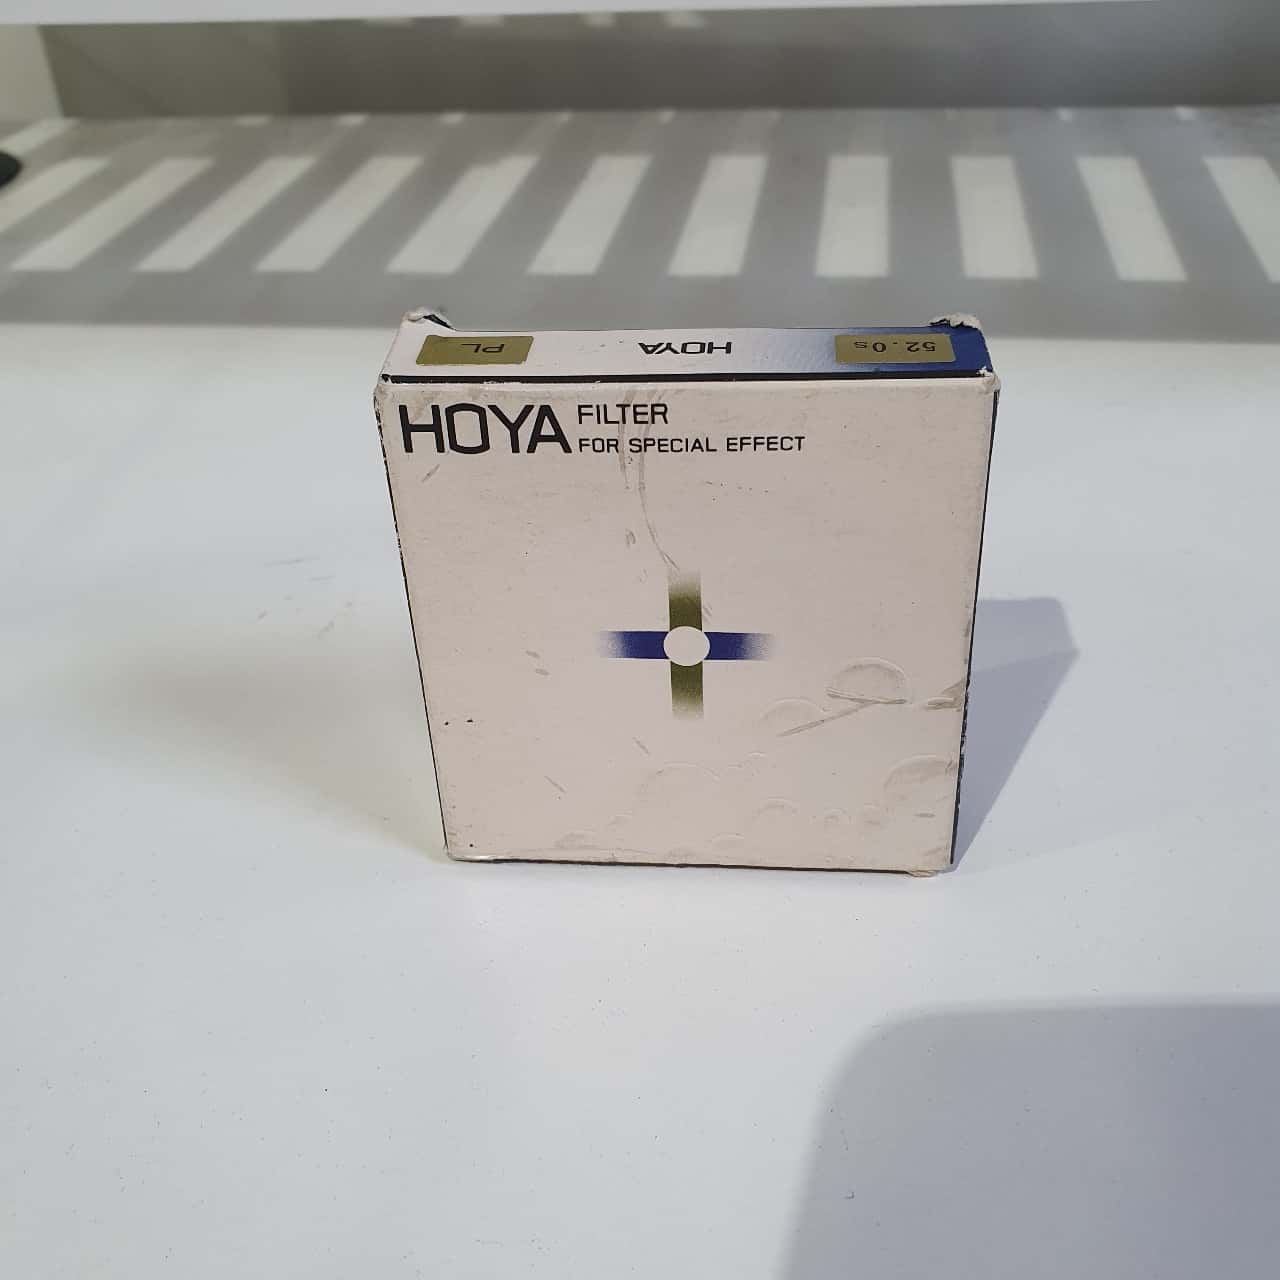 PL
HOYA
52.0s
HOYA FILTER
FOR SPECIAL EFFECT